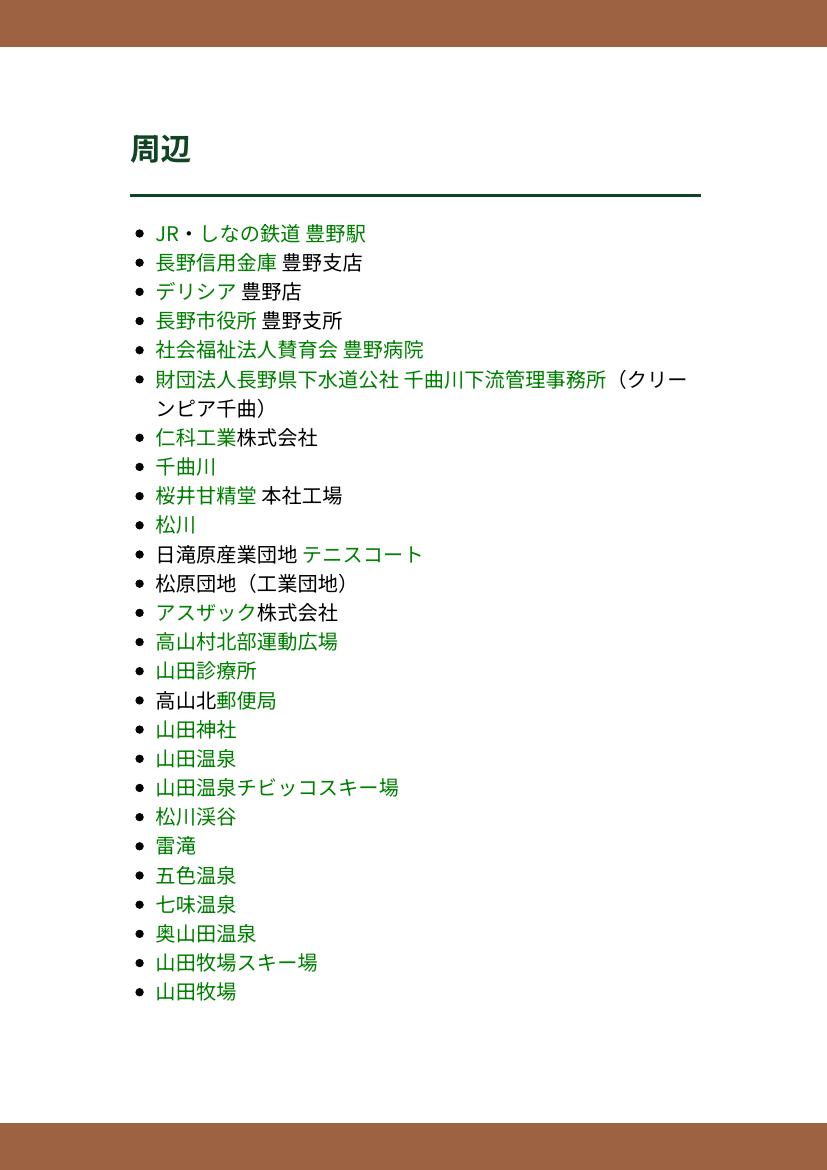 周辺
JR・しなの鉄道 豊野駅
長野信用金庫 豊野支店
デリシア 豊野店
長野市役所 豊野支所
社会福祉法人賛育会 豊野病院
財団法人長野県下水道公社 千曲川下流管理事務所（クリー
ンピア千曲）
仁科工業株式会社
千曲川
桜井甘精堂 本社工場
松川
日滝原産業団地 テニスコート
松原団地（工業団地）
アスザック株式会社
高山村北部運動広場
山田診療所
高山北郵便局
山田神社
山田温泉
山田温泉チビッコスキー場
松川渓谷
雷滝
五色温泉
七味温泉
奥山田温泉
山田牧場スキー場
山田牧場